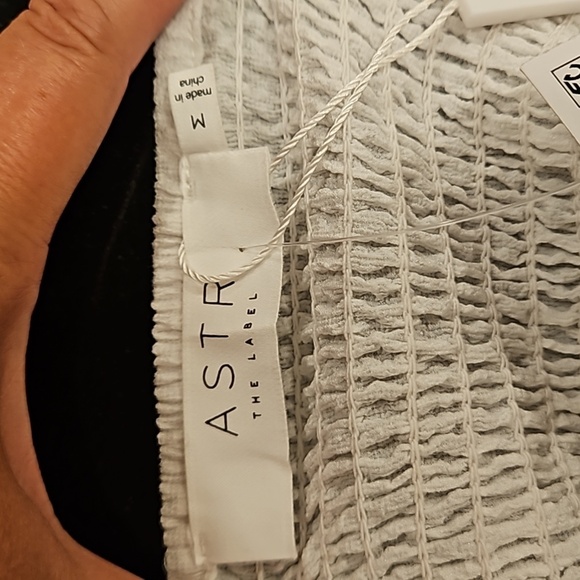 M
made in
china
ASTR
THE LABEL